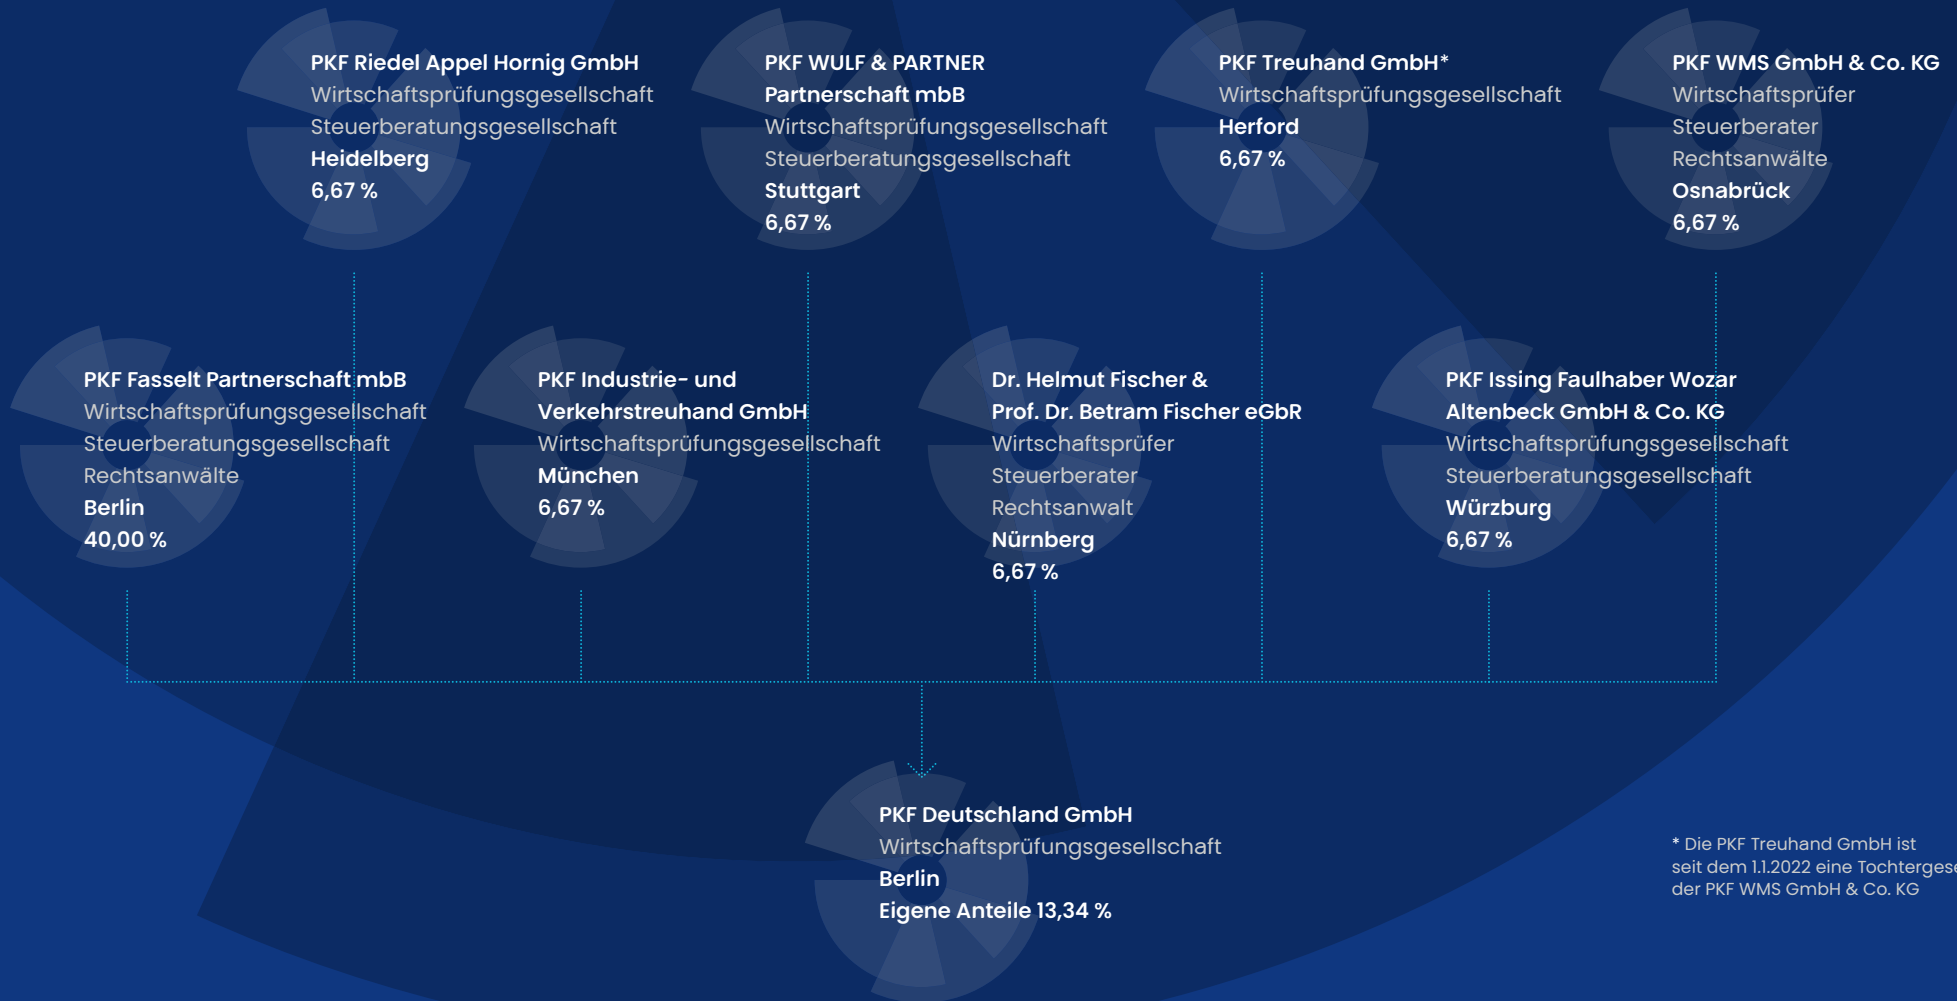 PKF Riedel Appel Hornig GmbH
Wirtschaftsprüfungsgesellschaft
Steuerberatungsgesellschaft
Heidelberg
6,67 %
PKF WULF & PARTNER
Partnerschaft mbB
Wirtschaftsprüfungsgesellschaft
Steuerberatungsgesellschaft
Stuttgart
6,67 %
PKF Treuhand GmbH*
Wirtschaftsprüfungsgesellschaft
Herford
6,67 %
PKF WMS GmbH & Co. KG
Wirtschaftsprüfer
Steuerberater
Rechtsanwälte
Osnabrück
6,67 %
PKF Fasselt Partnerschaft mbB
Wirtschaftsprüfungsgesellschaft
Steuerberatungsgesellschaft
Rechtsanwälte
Berlin
40,00 %
PKF Industrie- und
Verkehrstreuhand GmbH
Wirtschaftsprüfungsgesellschaft
München
6,67 %
Dr. Helmut Fischer &
Prof. Dr. Betram Fischer eGbR
Wirtschaftsprüfer
Steuerberater
Rechtsanwalt
Nürnberg
6,67 %
PKF Issing Faulhaber Wozar
Altenbeck GmbH & Co. KG
Wirtschaftsprüfungsgesellschaft
Steuerberatungsgesellschaft
Würzburg
6,67 %
PKF Deutschland GmbH
Wirtschaftsprüfungsgesellschaft
Berlin
Eigene Anteile 13,34 %
* Die PKF Treuhand GmbH ist
seit dem 1.1.2022 eine
der PKF WMS GmbH & Co. KG